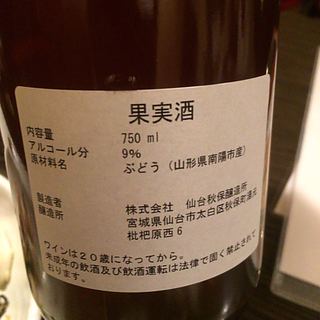 果実酒
内容量 750 ml
アルコール分 9%
原材料名 ぶどう（山形県南陽市産）
製造者 株式会社 仙台秋保醸造所
醸造所 宮城県仙台市太白区秋保町湯元
枇杷原西6
ワインは２０歳になってから。
未成年の飲酒及び飲酒運転は法律で固く禁止されて
おります。